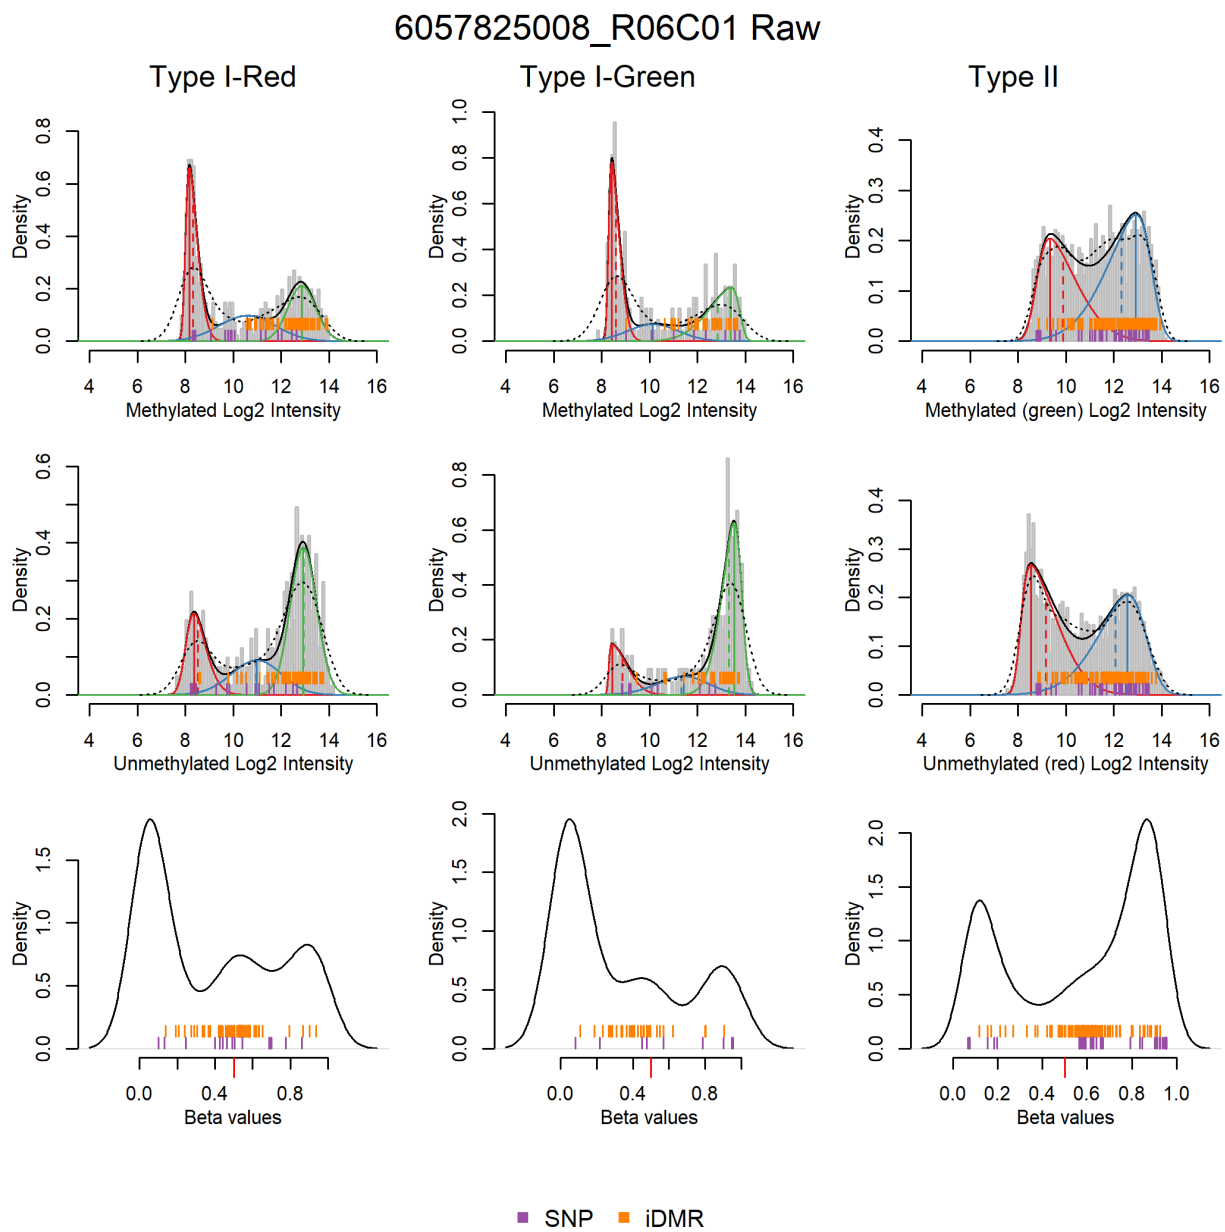 6057825008_R06C01 Raw
Type I-Red
Type I-Green
Type II
Density
0.0 0.2 0.4 0.6 0.8
4 6 8 10 12 14 16
Methylated Log2 Intensity
Density
0.0 0.2 0.4 0.6 0.8 1.0
4 6 8 10 12 14 16
Methylated Log2 Intensity
Density
0.0 0.1 0.2 0.3 0.4
4 6 8 10 12 14 16
Methylated (green) Log2 Intensity
Density
0.0 0.2 0.4 0.6
4 6 8 10 12 14 16
Unmethylated Log2 Intensity
Density
0.0 0.2 0.4 0.6 0.8
4 6 8 10 12 14 16
Unmethylated Log2 Intensity
Density
0.0 0.1 0.2 0.3 0.4
4 6 8 10 12 14 16
Unmethylated (red) Log2 Intensity
Density
0.0 0.5 1.0 1.5
0.0 0.4 0.8
Beta values
Density
0.0 0.5 1.0 1.5 2.0
0.0 0.4 0.8
Beta values
Density
0.0 0.5 1.0 1.5 2.0
0.0 0.2 0.4 0.6 0.8 1.0
Beta values
SNP iDMR